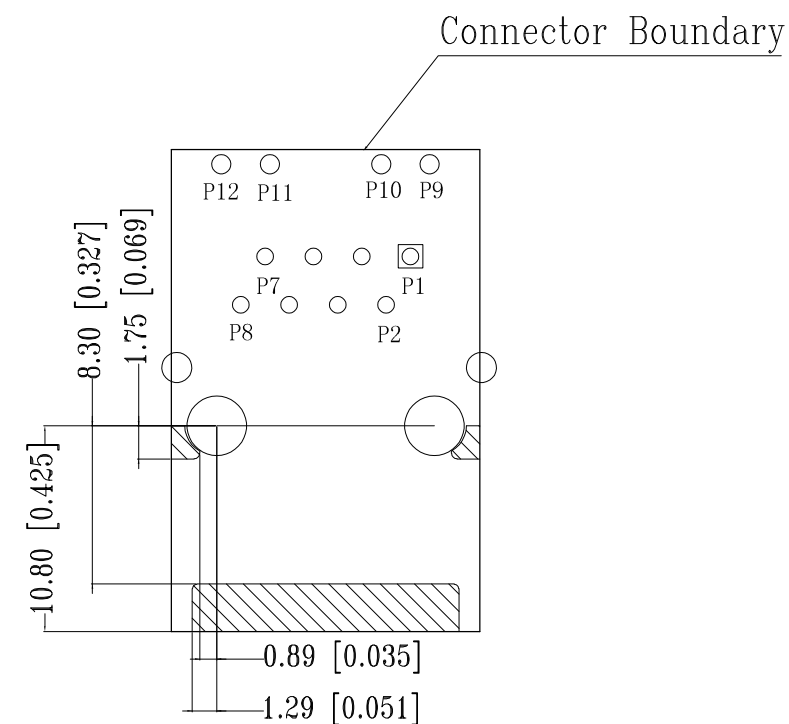 Connector Boundary
P12 P11 P10 P9
P7 P1
P8 P2
8.30 [0.327]
1.75 [0.069]
10.80 [0.425]
0.89 [0.035]
1.29 [0.051]